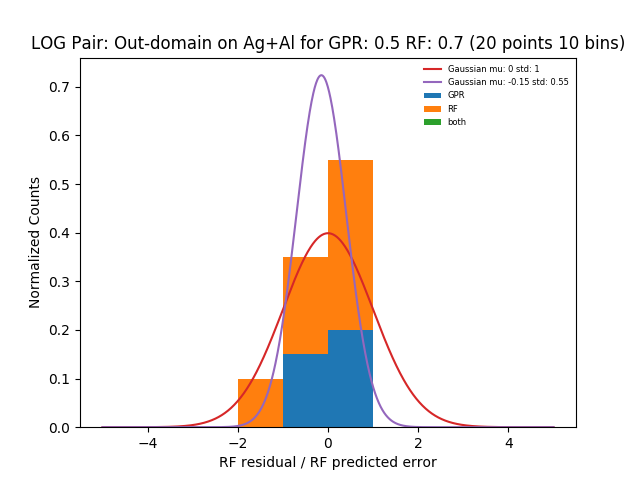 LOG Pair: Out-domain on Ag+Al for GPR: 0.5 RF: 0.7 (20 points 10 bins)
Gaussian mu: 0 std: 1
Gaussian mu: -0.15 std: 0.55
GPR
RF
both
Normalized Counts
0.7
0.6
0.5
0.4
0.3
0.2
0.1
0.0
−4 −2 0 2 4
RF residual / RF predicted error